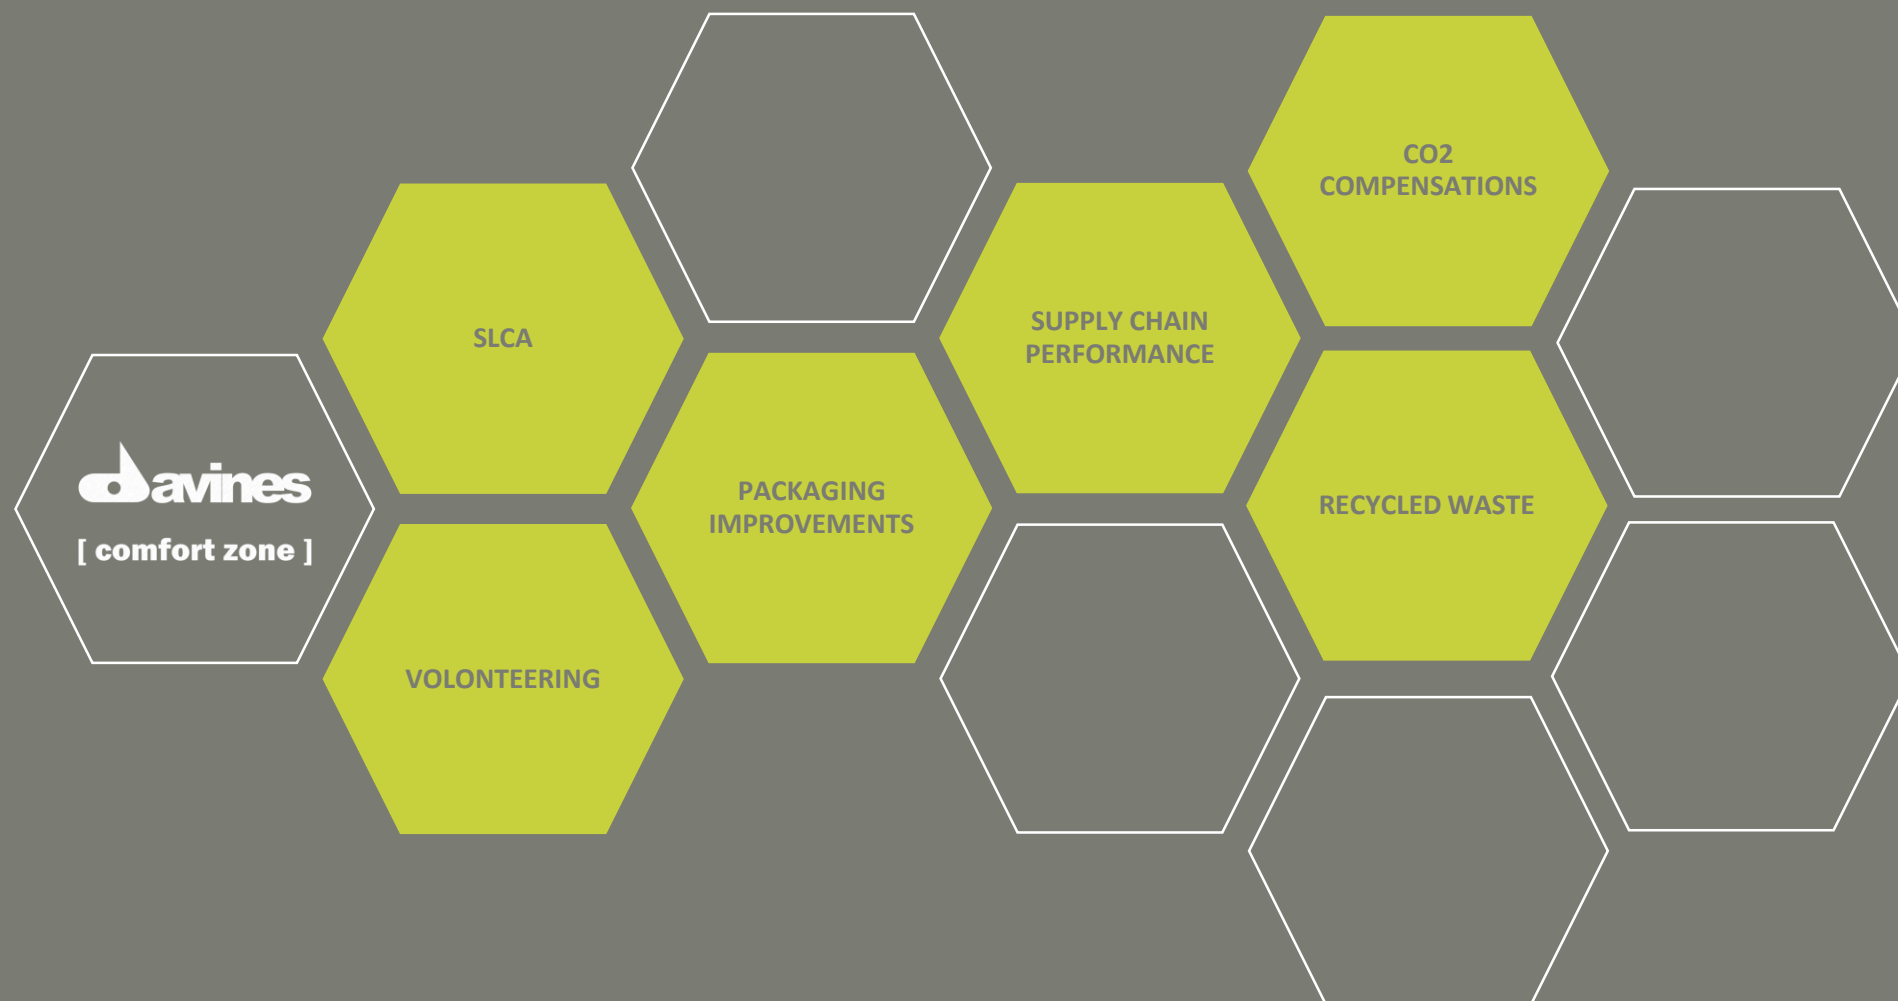 davines
[ comfort zone ]
SLCA
VOLONTEERING
PACKAGING
IMPROVEMENTS
SUPPLY CHAIN
PERFORMANCE
CO2
COMPENSATIONS
RECYCLED WASTE